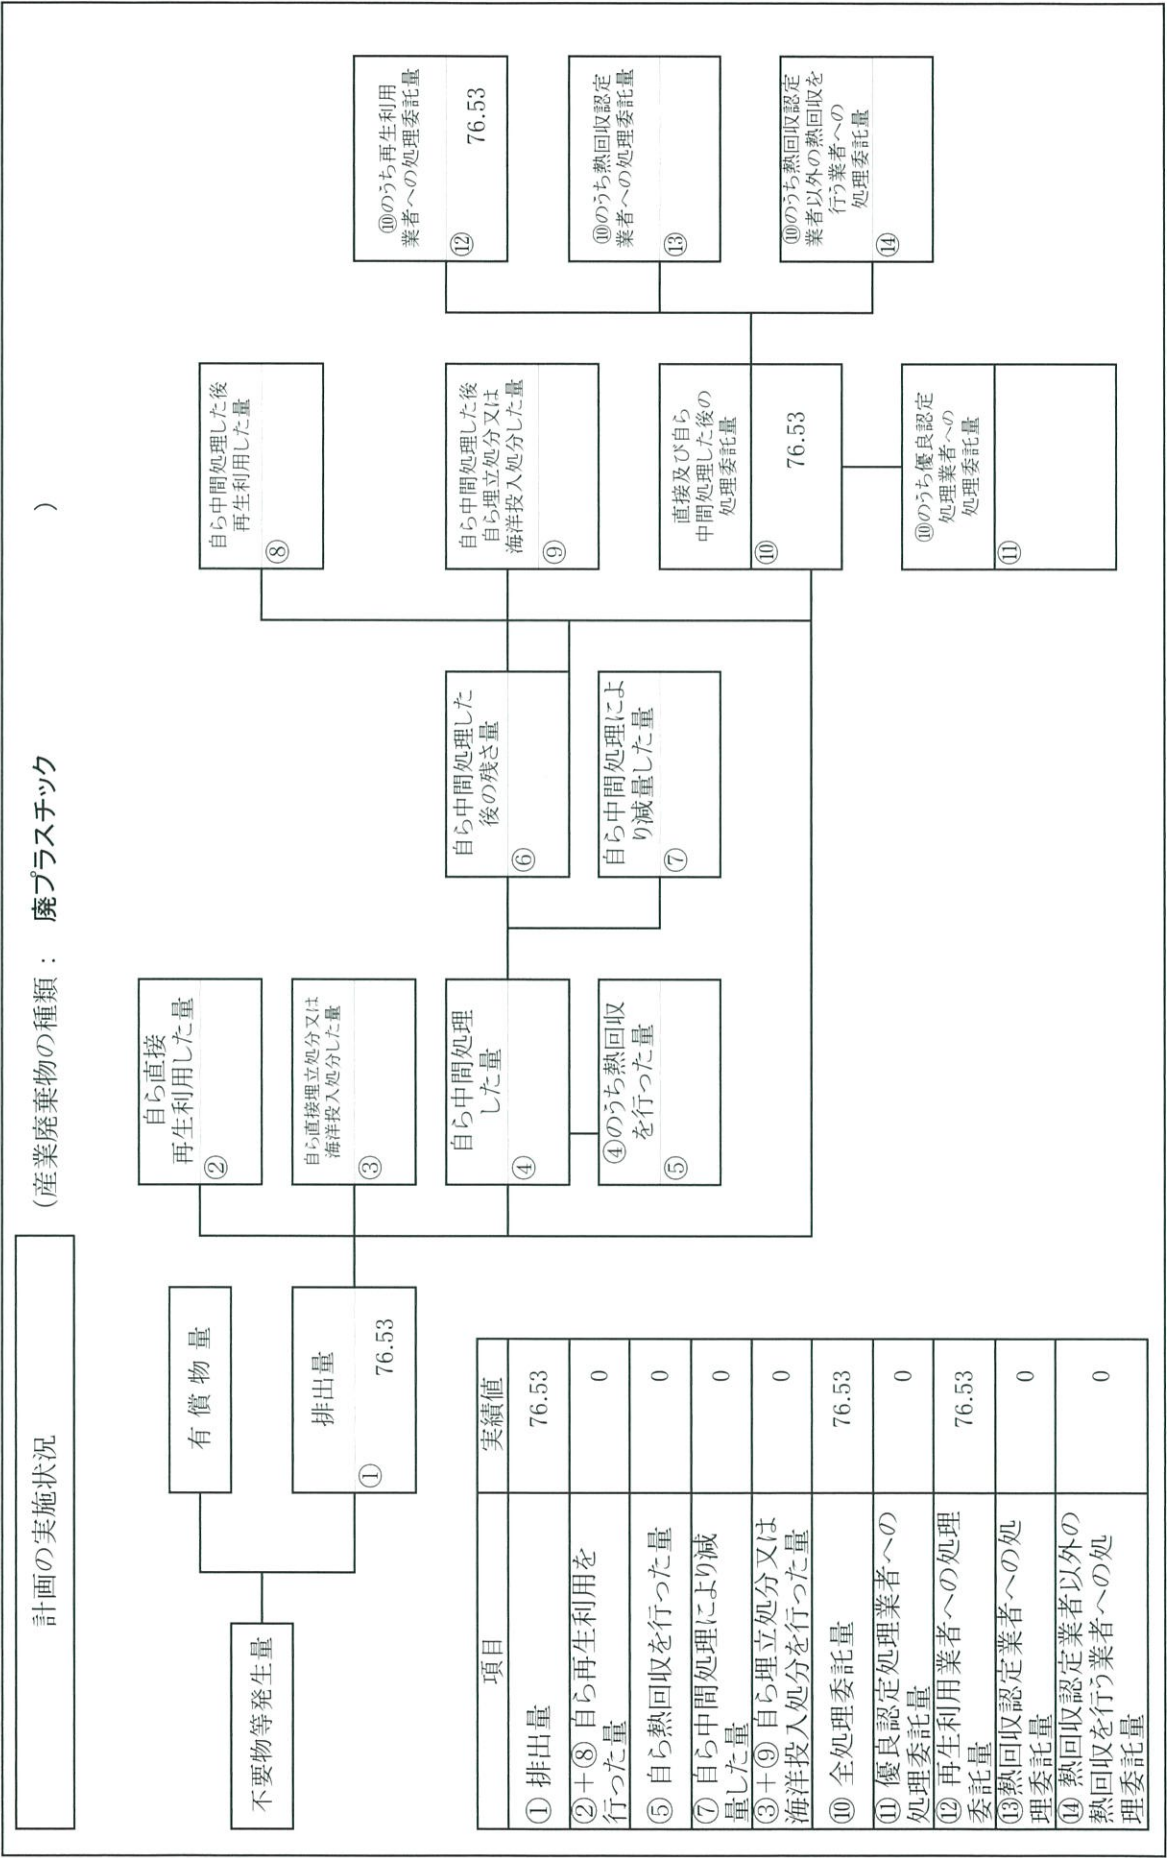 計画の実施状況
(産業廃棄物の種類： 廃プラスチック )
不要物等発生量
有 償 物 量
排出量
① 76.53
自ら直接
再生利用した量
②
自ら直接埋立処分又は
海洋投入処分した量
③
自ら中間処理
した量
④
④のうち熱回収
を行った量
⑤
自ら中間処理した
後の残さ量
⑥
自ら中間処理によ
り減量した量
⑦
自ら中間処理した後
再生利用した量
⑧
自ら中間処理した後
自ら埋立処分又は
海洋投入処分した量
⑨
直接及び自ら
中間処理した後の
処理委託量
⑩ 76.53
⑩のうち優良認定
処理業者への
処理委託量
⑪
⑩のうち再生利用
業者への処理委託量
⑫ 76.53
⑩のうち熱回収認定
業者への処理委託量
⑬
⑩のうち熱回収認定
業者以外の熱回収を
行う業者への
処理委託量
⑭
項目 実績値
① 排出量 76.53
②＋⑧ 自ら再生利用を
行った量 0
⑤ 自ら熱回収を行った量 0
⑦ 自ら中間処理により減
量した量 0
③＋⑨ 自ら埋立処分又は
海洋投入処分を行った量 0
⑩ 全処理委託量 76.53
⑪ 優良認定処理業者への
処理委託量 0
⑫ 再生利用業者への処理
委託量 76.53
⑬熱回収認定業者への処
理委託量 0
⑭ 熱回収認定業者以外の
熱回収を行う業者への処
理委託量 0